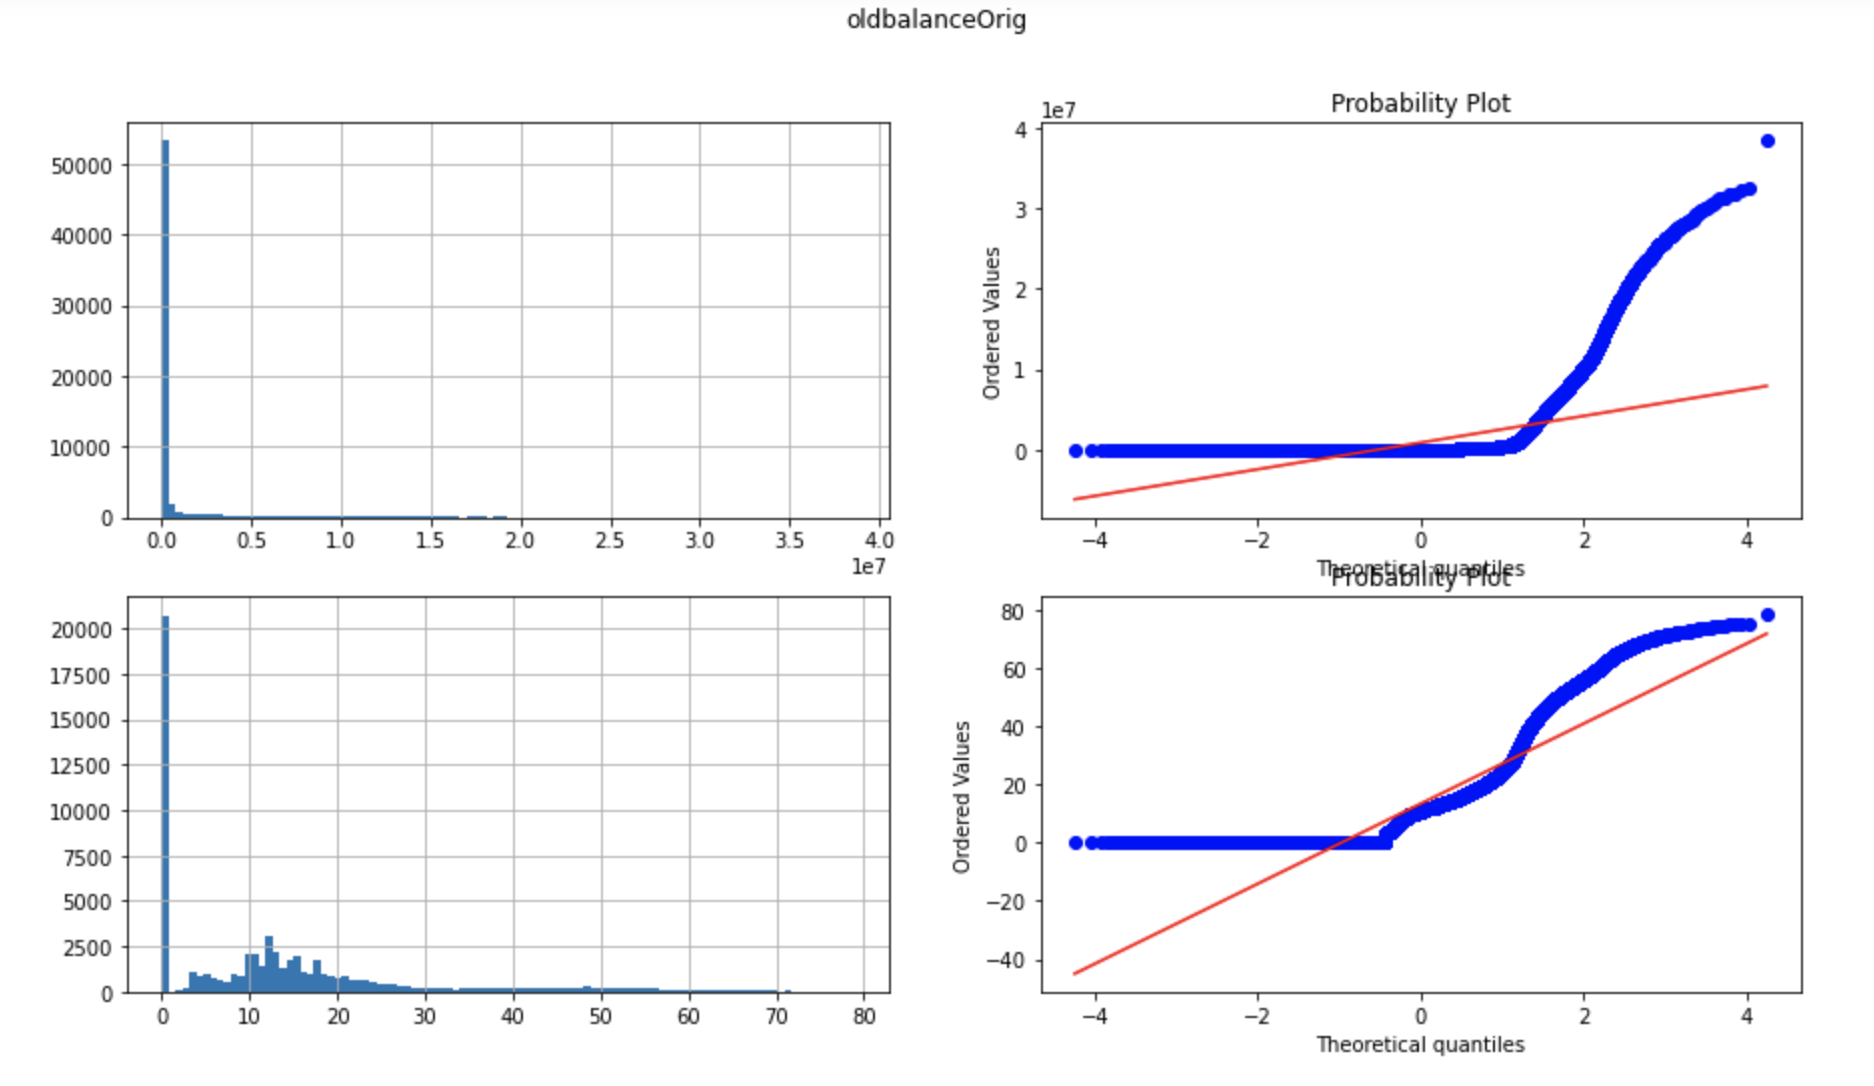 oldbalanceOrig
50000
40000
30000
20000
10000
0
0.0 0.5 1.0 1.5 2.0 2.5 3.0 3.5 4.0
1e7
Probability Plot
1e7
Ordered Values
4
3
2
1
0
−4 −2 0 2 4
Theoretical quantiles
20000
17500
15000
12500
10000
7500
5000
2500
0
0 10 20 30 40 50 60 70 80
Probability Plot
Ordered Values
80
60
40
20
0
−20
−40
−4 −2 0 2 4
Theoretical quantiles